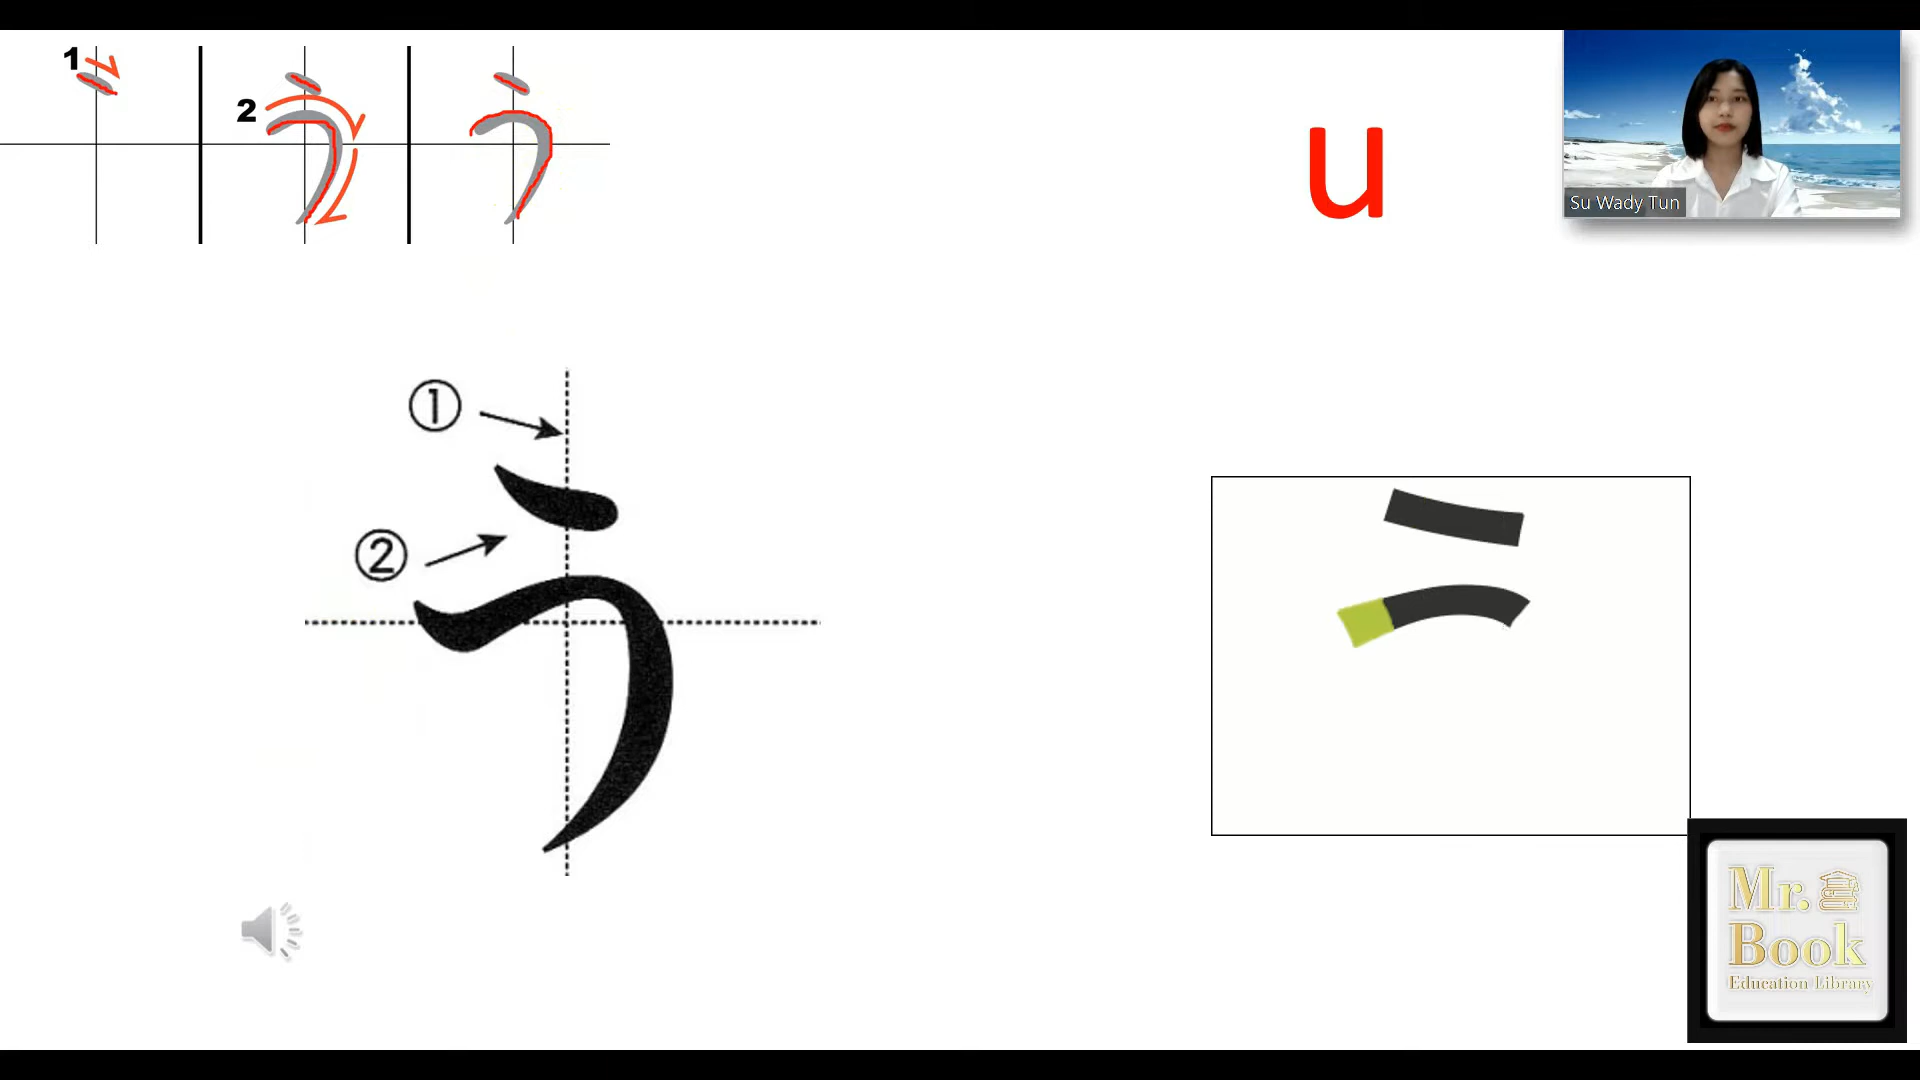 1
2
u
Su Wady Tun
①
②
う
Mr.
Book
Education Library